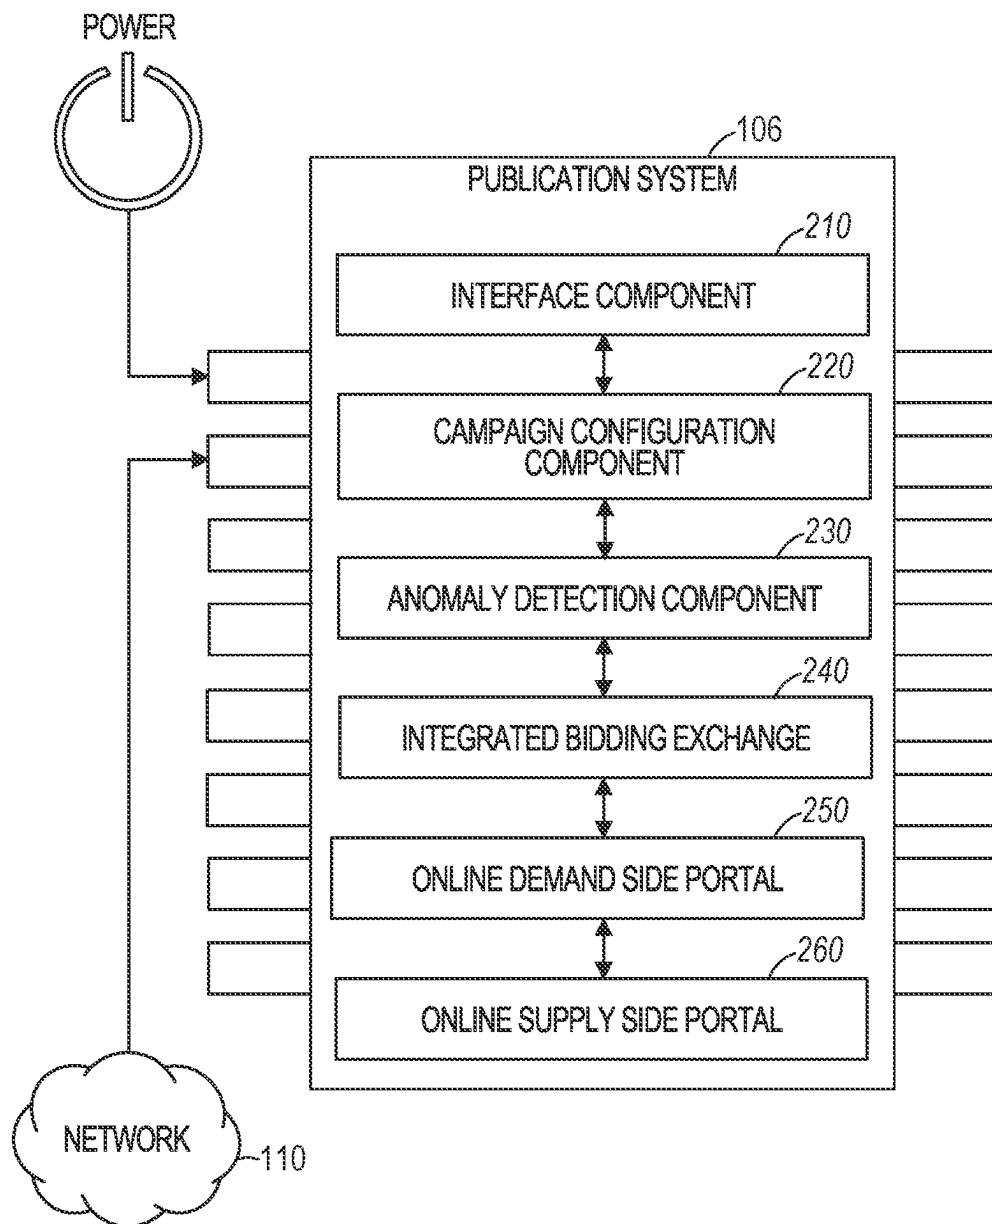 POWER
106
PUBLICATION SYSTEM
210
INTERFACE COMPONENT
220
CAMPAIGN CONFIGURATION
COMPONENT
230
ANOMALY DETECTION COMPONENT
240
INTEGRATED BIDDING EXCHANGE
250
ONLINE DEMAND SIDE PORTAL
260
ONLINE SUPPLY SIDE PORTAL
NETWORK
110